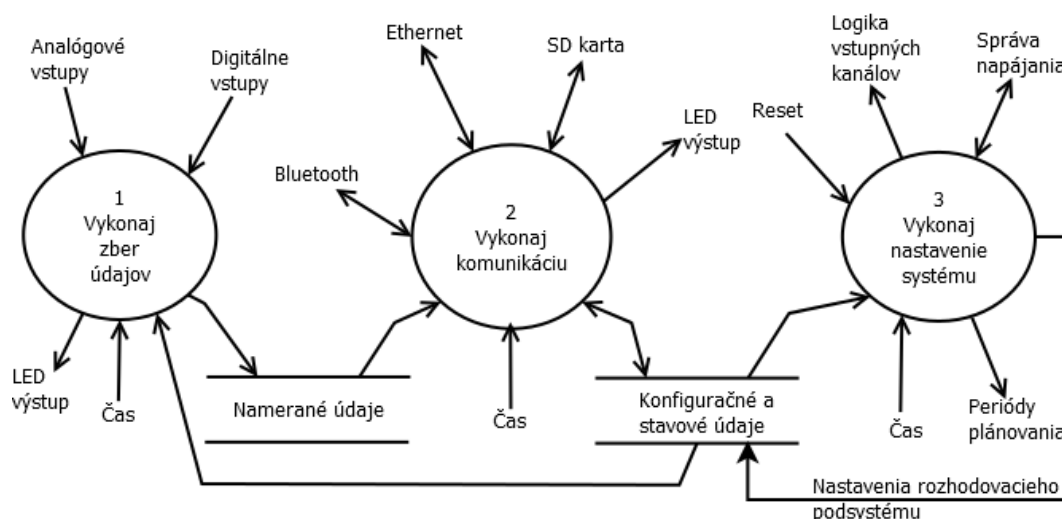 Analógové
vstupy
Digitálne
vstupy
Ethernet
SD karta
LED
výstup
Bluetooth
Logika
vstupných
kanálov
Správa
napájania
Reset
1
Vykonaj
zber
údajov
2
Vykonaj
komunikáciu
3
Vykonaj
nastavenie
systému
LED
výstup
Čas
Namerané údaje
Čas
Konfiguračné a
stavové údaje
Čas
Periódy
plánovania
Nastavenia rozhodovacieho
podsystému